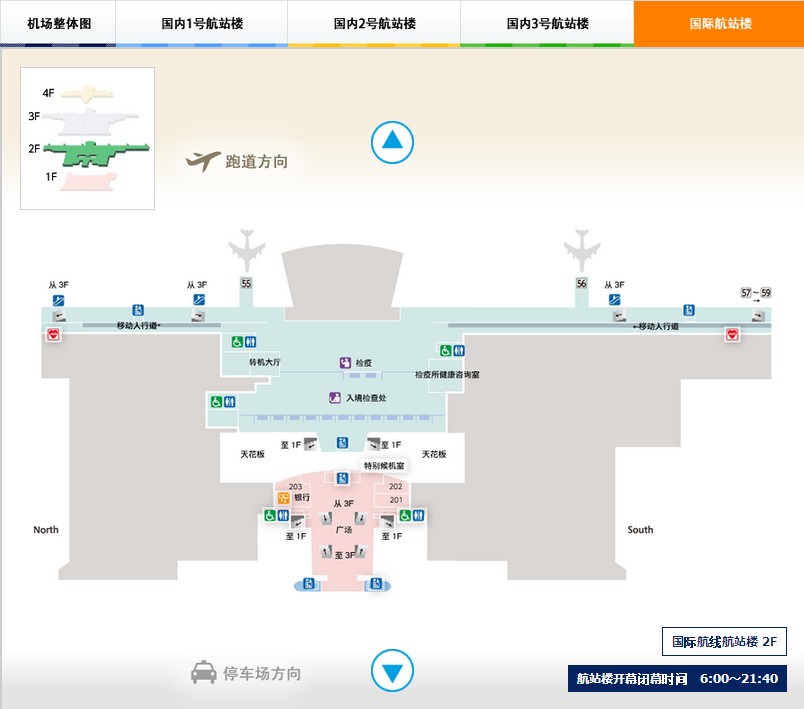 机场整体图
国内1号航站楼
国内2号航站楼
国内3号航站楼
国际航站楼
4F
3F
2F
1F
跑道方向
从 3F
从 3F
55
56
从 3F
57～59
移动人行道
移动人行道
转机大厅
检疫
检疫所健康咨询室
入境检查处
天花板
至 1F
至 1F
天花板
特别候机室
203
银行
202
201
从 3F
至 1F
广场
至 1F
至 3F
North
South
国际航线航站楼 2F
停车场方向
航站楼开幕闭幕时间 6:00～21:40